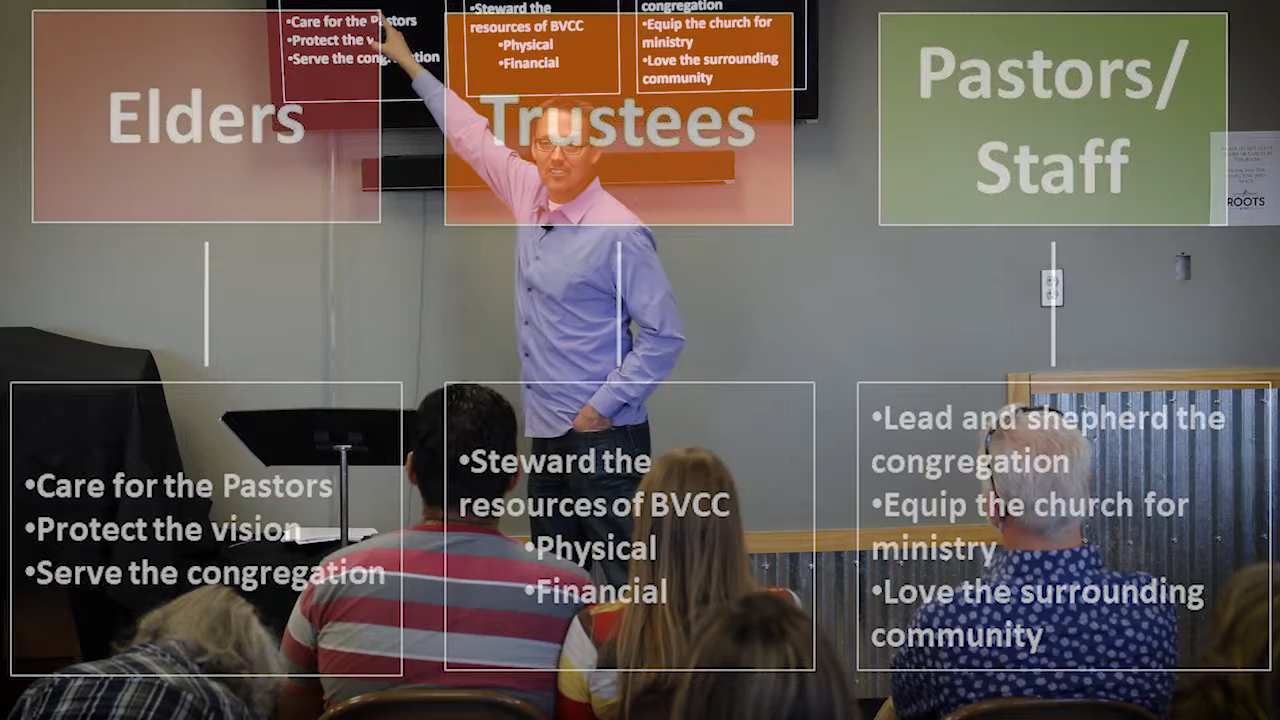 •Care for the Pastors
•Protect the
•Serve the congregation
•Steward the
resources of BVCC
•Physical
•Financial
congregation
•Equip the church for
ministry
•Love the surrounding
community
Elders
Trustees
Pastors/
Staff
ROOTS
•Care for the Pastors
•Protect the vision
•Serve the congregation
•Steward the
resources of BVCC
•Physical
•Financial
•Lead and shepherd the
congregation
•Equip the church for
ministry
•Love the surrounding
community